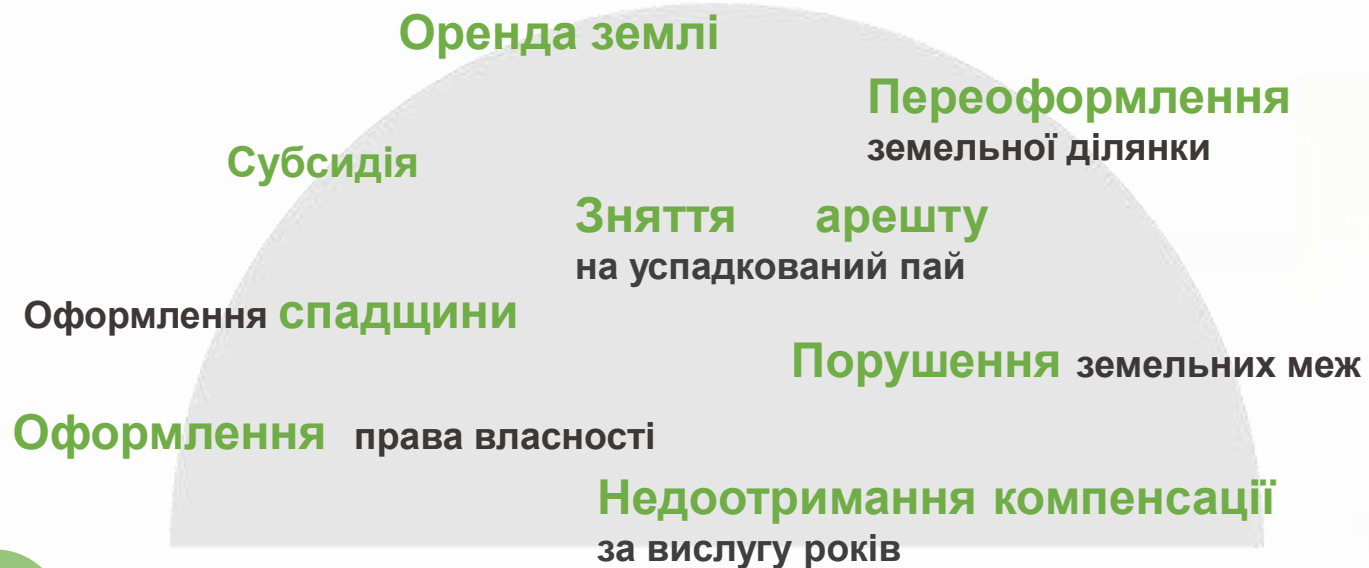 Оренда землі
Переоформлення
земельної ділянки
Субсидія
Зняття арешту
на успадкований пай
Оформлення спадщини
Порушення земельних меж
Оформлення права власності
Недоотримання компенсації
за вислугу років